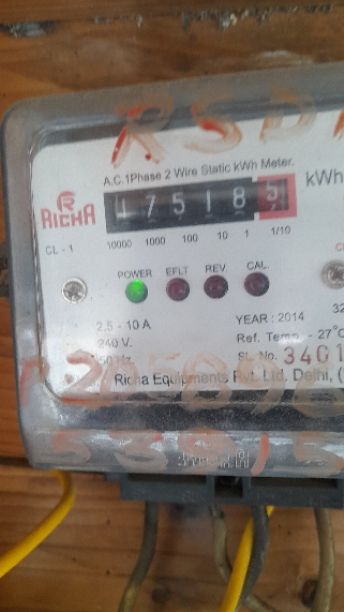 RSD
A.C.1Phase 2 Wire Static kWh Meter.
RICHA
17518 5
kWh
CL - 1
10000 1000 100 10 1 1/10
POWER EFLT REV. CAL.
2.5 - 10 A
YEAR : 2014
32
240 V.
Ref. Temp. - 27°C
50 Hz.
SL. No. 3401
Richa Equipments Pvt. Ltd. Delhi, (